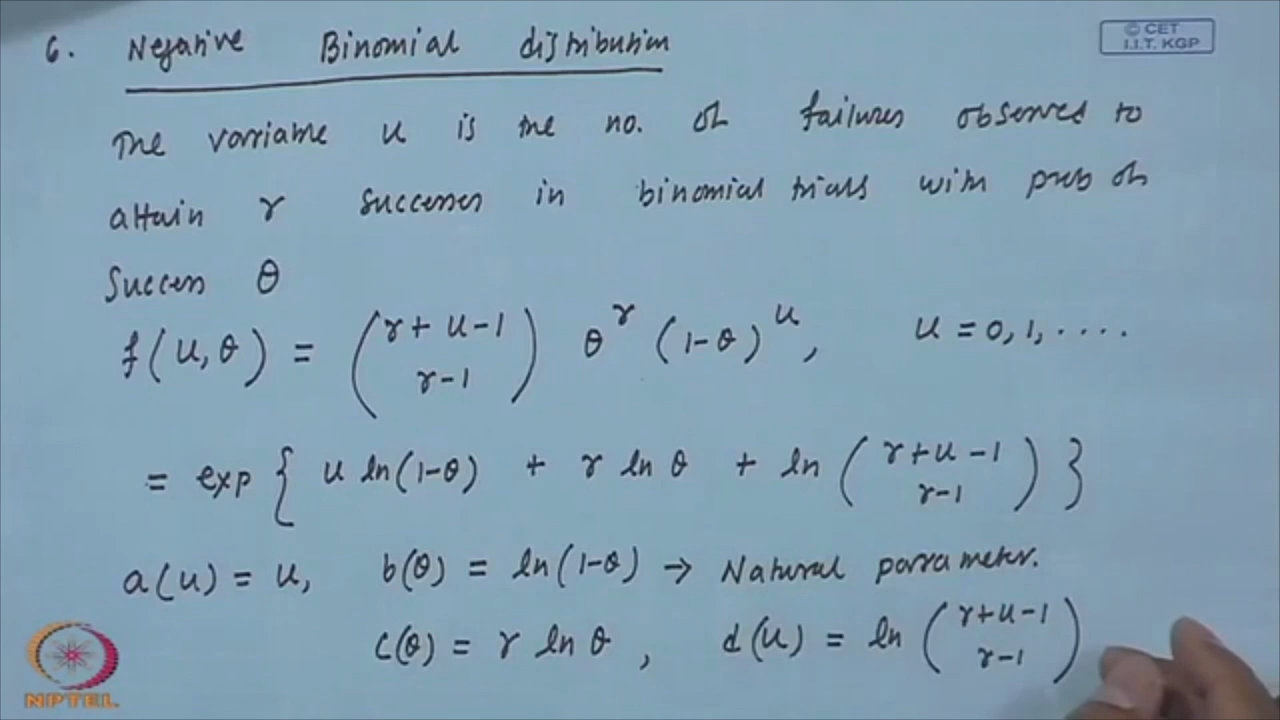 6. Negative Binomial distribution
© CET
I.I.T. KGP
The variable u is the no. of failures observed to
attain r successes in binomial trials with prob of
success θ
f(u,θ) = (r+u-1 / r-1) θ^r (1-θ)^u, u = 0,1,....
= exp { u ln(1-θ) + r ln θ + ln (r+u-1 / r-1) }
a(u) = u, b(θ) = ln(1-θ) → Natural parameter.
c(θ) = r ln θ, d(u) = ln (r+u-1 / r-1)
NPTEL